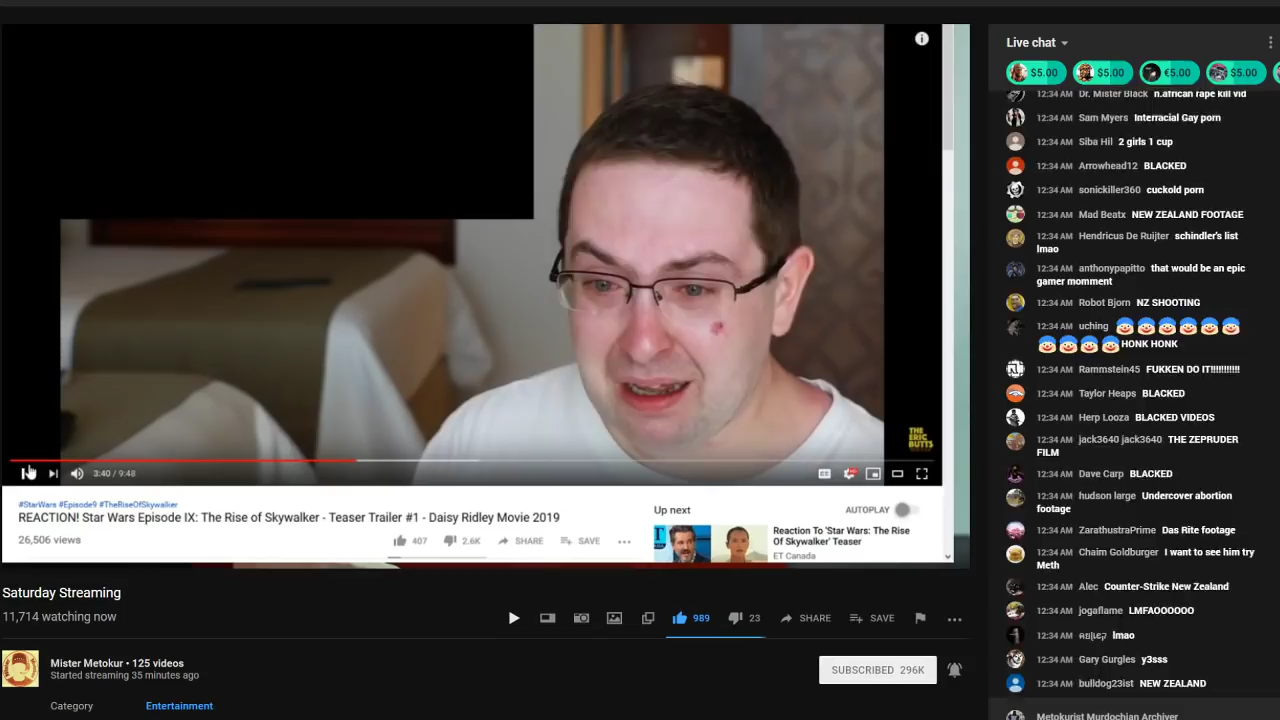 Live chat
$5.00
$5.00
€5.00
$5.00
12:34 AM Dr. Mister Black n.african rape kill vid
12:34 AM Sam Myers Interracial Gay porn
12:34 AM Siba Hil 2 girls 1 cup
12:34 AM Arrowhead12 BLACKED
12:34 AM sonickiller360 cuckold porn
12:34 AM Mad Beatx NEW ZEALAND FOOTAGE
12:34 AM Hendricus De Ruijter schindler's list
lmao
12:34 AM anthonypapitto that would be an epic
gamer momment
12:34 AM Robot Bjorn NZ SHOOTING
12:34 AM uching 🤡🤡🤡🤡🤡🤡
🤡🤡🤡🤡HONK HONK
12:34 AM Rammstein45 FUKKEN DO IT!!!!!!!!!!!
12:34 AM Taylor Heaps BLACKED
12:34 AM Herp Looza BLACKED VIDEOS
12:34 AM jack3640 jack3640 THE ZEPRUDER
FILM
12:34 AM Dave Carp BLACKED
12:34 AM hudson large Undercover abortion
footage
12:34 AM ZarathustraPrime Das Rite footage
12:34 AM Chaim Goldburger I want to see him try
Meth
12:34 AM Alec Counter-Strike New Zealand
12:34 AM jogaflame LMFAOOOOOO
12:34 AM lmao
12:34 AM Gary Gurgles y3sss
12:34 AM bulldog23ist NEW ZEALAND
Metokurist Murdochian Archiver
THE
ERIC
BUTTS
3:40 / 9:48
#StarWars #Episode9 #TheRiseOfSkywalker
REACTION! Star Wars Episode IX: The Rise of Skywalker - Teaser Trailer #1 - Daisy Ridley Movie 2019
26,506 views
407
2.6K
SHARE
SAVE
Up next
AUTOPLAY
Reaction To 'Star Wars: The Rise
Of Skywalker' Teaser
ET Canada
Saturday Streaming
11,714 watching now
989
23
SHARE
SAVE
Mister Metokur • 125 videos
Started streaming 35 minutes ago
SUBSCRIBED 296K
Category
Entertainment